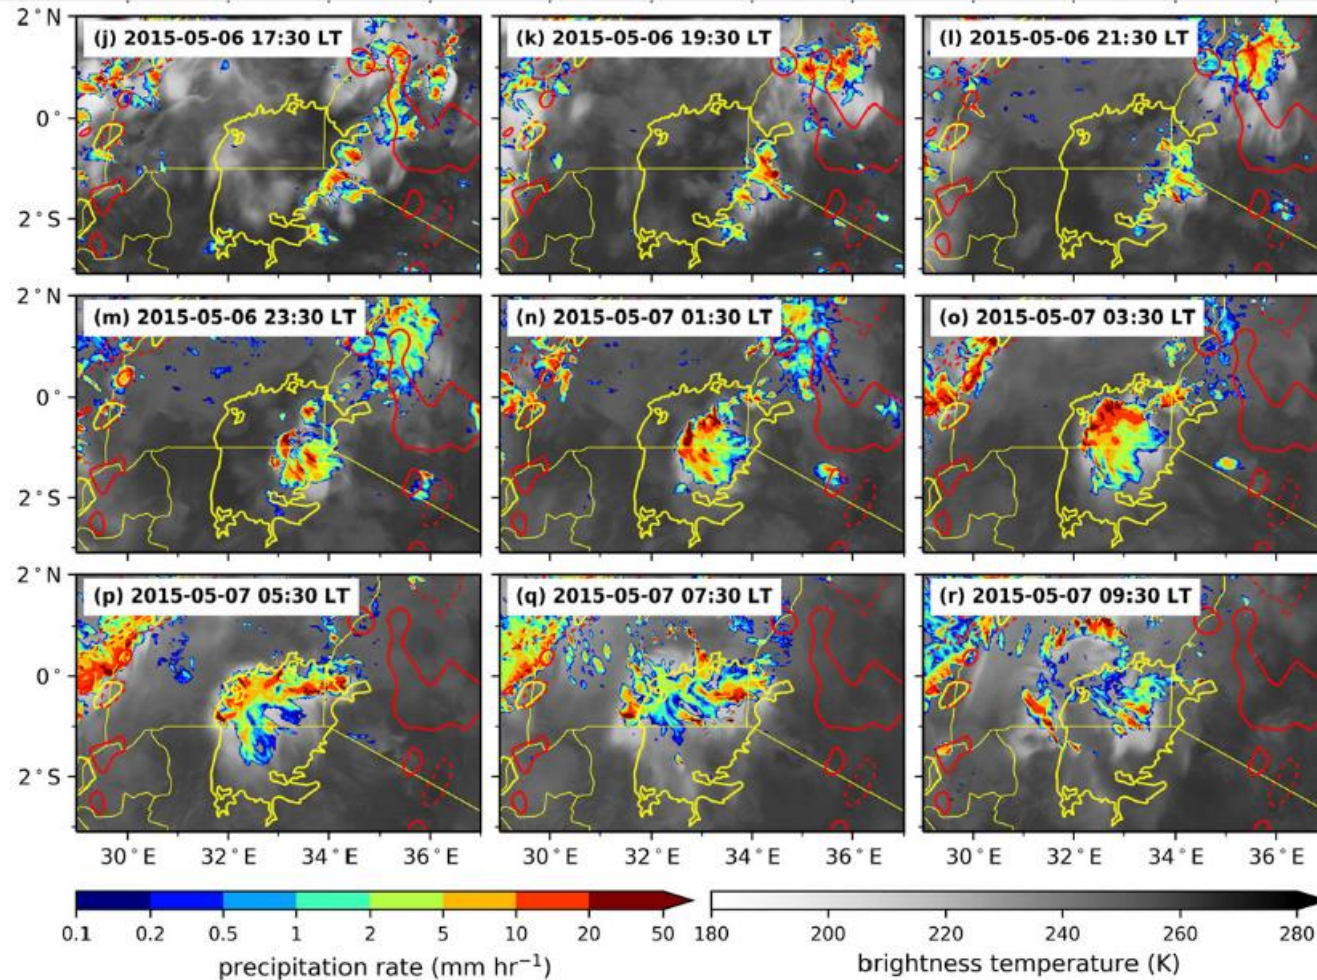 2°N
(j) 2015-05-06 17:30 LT
(k) 2015-05-06 19:30 LT
(l) 2015-05-06 21:30 LT
0°
2°S
2°N
(m) 2015-05-06 23:30 LT
(n) 2015-05-07 01:30 LT
(o) 2015-05-07 03:30 LT
0°
2°S
2°N
(p) 2015-05-07 05:30 LT
(q) 2015-05-07 07:30 LT
(r) 2015-05-07 09:30 LT
0°
2°S
30°E 32°E 34°E 36°E 30°E 32°E 34°E 36°E 30°E 32°E 34°E 36°E
0.1 0.2 0.5 1 2 5 10 20 50 180 200 220 240 260 280
precipitation rate (mm hr⁻¹) brightness temperature (K)